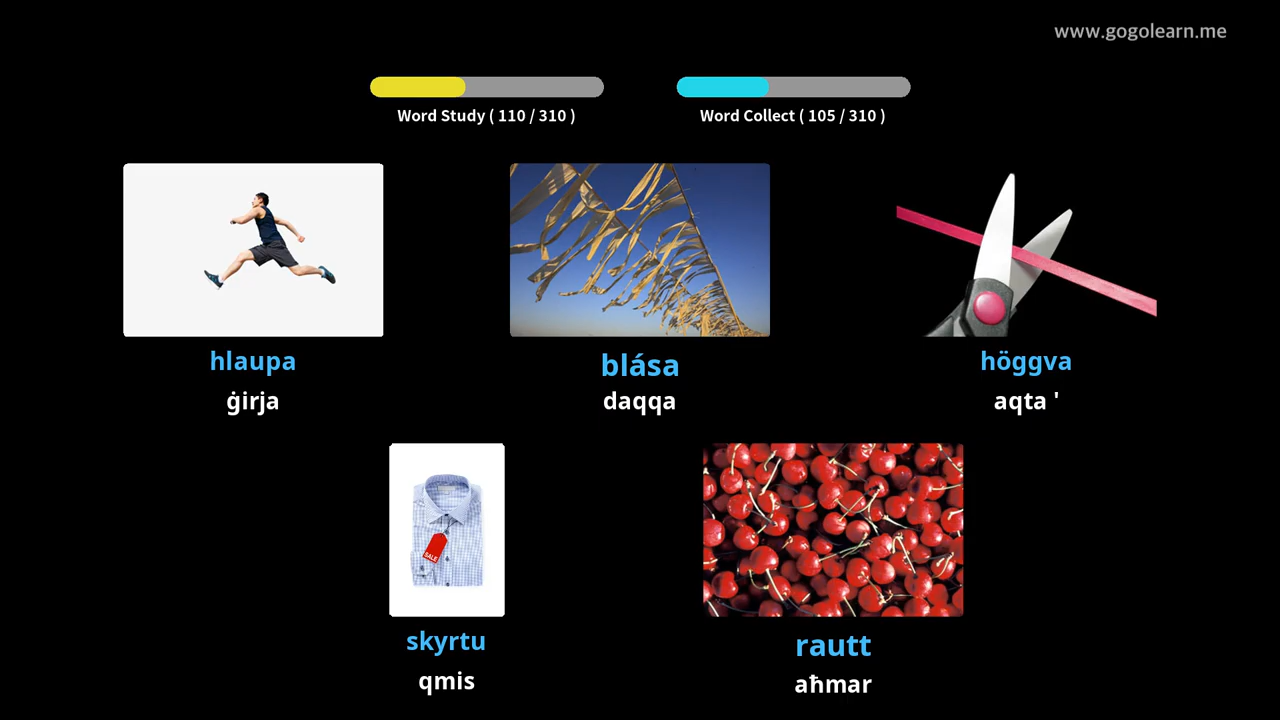 www.gogolearn.me
Word Study ( 110 / 310 )
Word Collect ( 105 / 310 )
hlaupa
ġirja
blása
daqqa
höggva
aqta '
SALE
skyrtu
qmis
rautt
aħmar